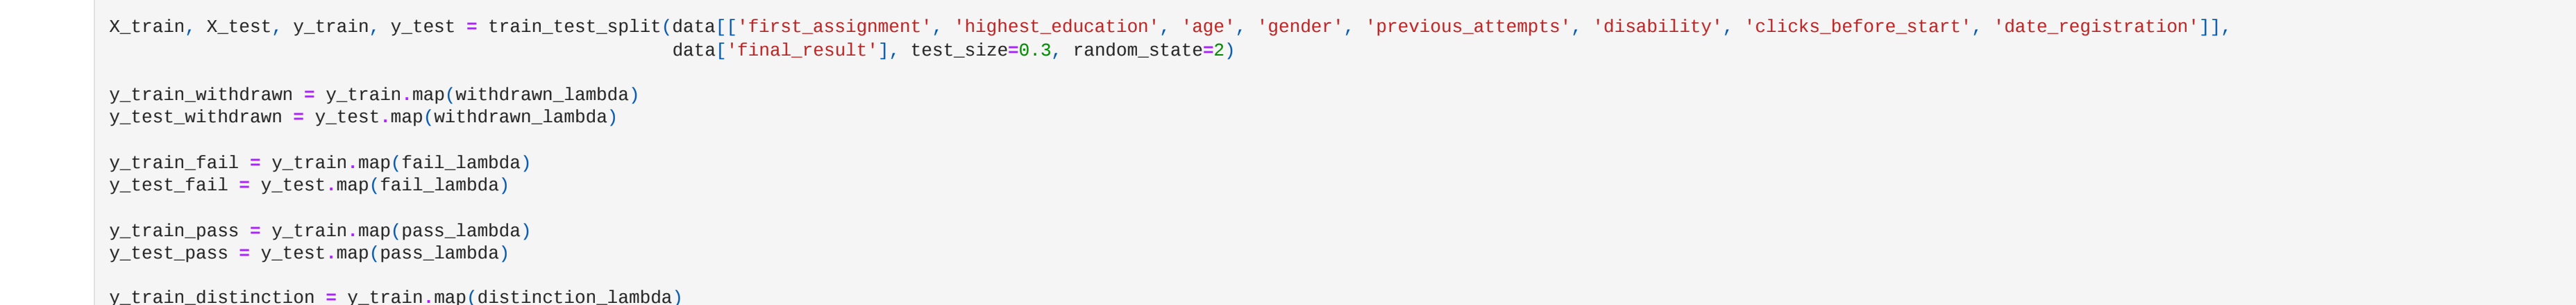 X_train, X_test, y_train, y_test = train_test_split(data[['first_assignment', 'highest_education', 'age', 'gender', 'previous_attempts', 'disability', 'clicks_before_start', 'date_registration']],
data['final_result'], test_size=0.3, random_state=2)
y_train_withdrawn = y_train.map(withdrawn_lambda)
y_test_withdrawn = y_test.map(withdrawn_lambda)
y_train_fail = y_train.map(fail_lambda)
y_test_fail = y_test.map(fail_lambda)
y_train_pass = y_train.map(pass_lambda)
y_test_pass = y_test.map(pass_lambda)
y_train_distinction = y_train.map(distinction_lambda)